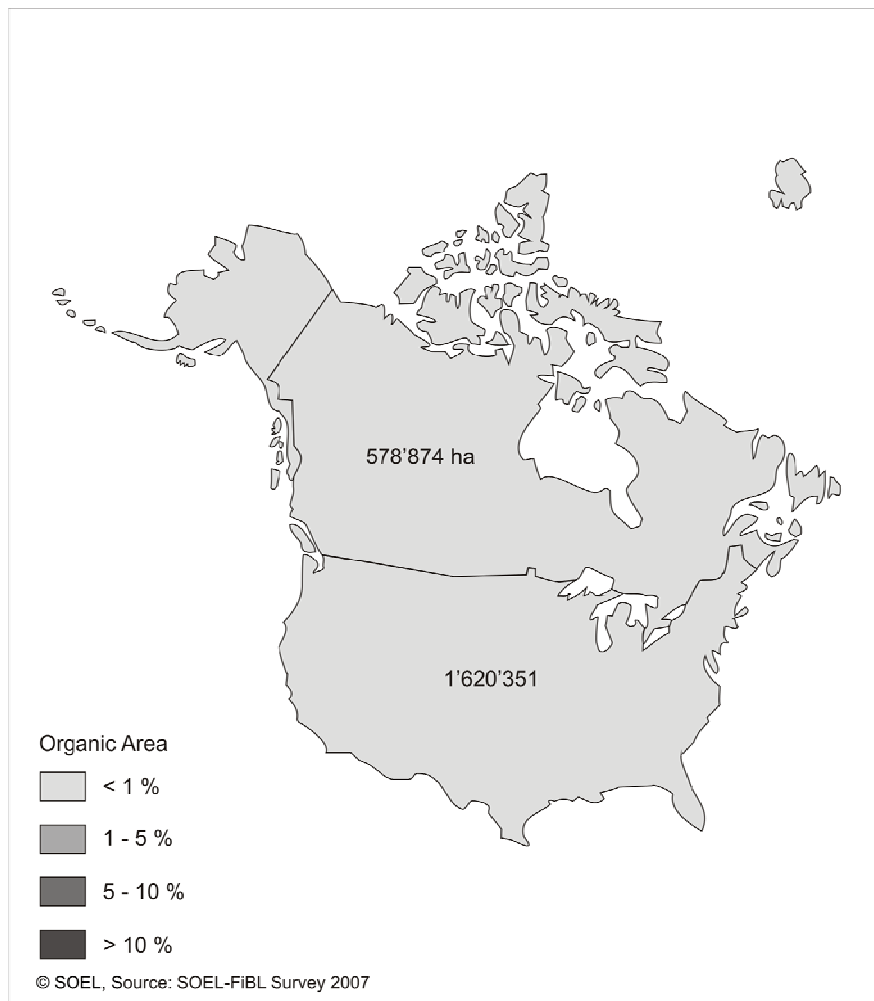 578’874 ha
1’620’351
Organic Area
< 1 %
1 - 5 %
5 - 10 %
> 10 %
© SOEL, Source: SOEL-FiBL Survey 2007